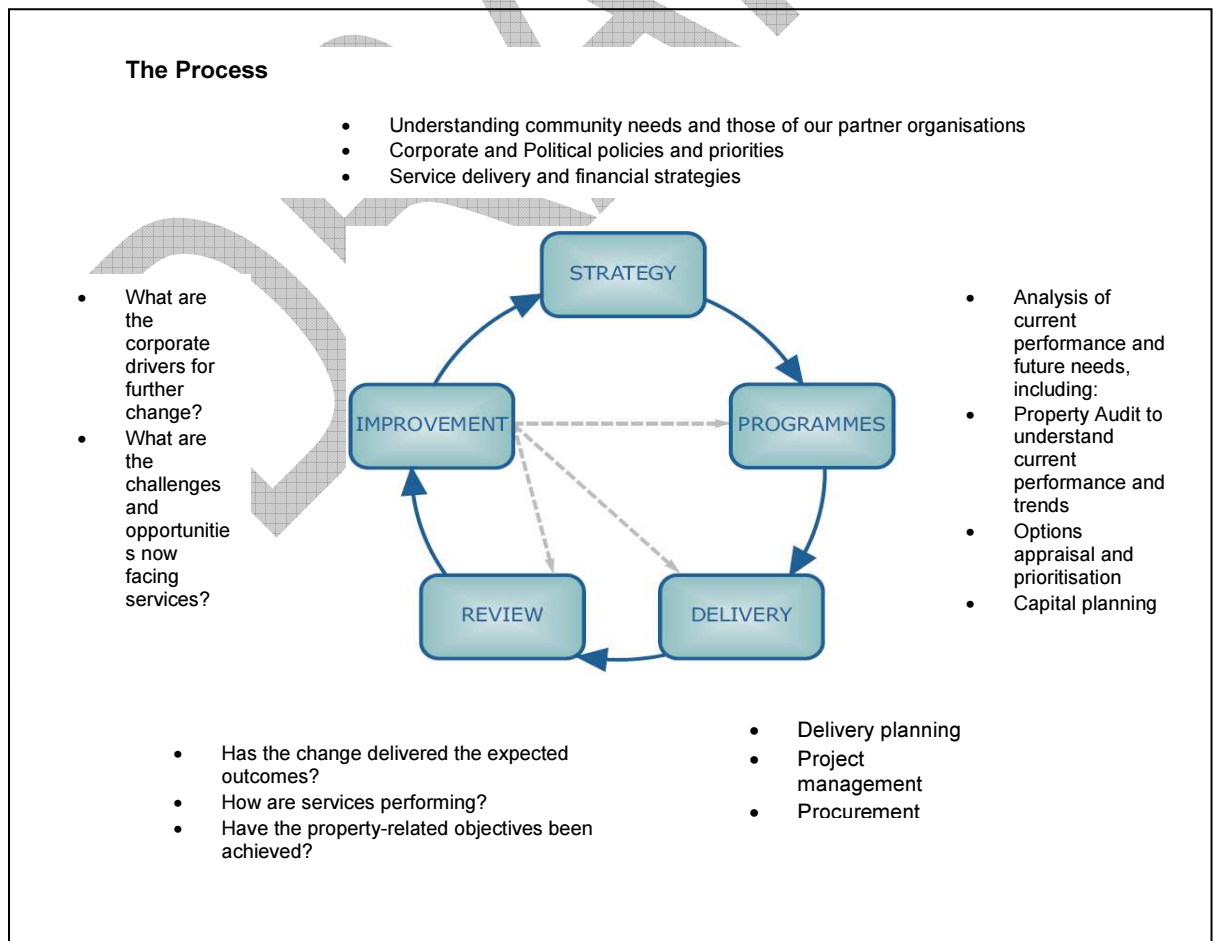 The Process
• Understanding community needs and those of our partner organisations
• Corporate and Political policies and priorities
• Service delivery and financial strategies
STRATEGY
• What are
the
corporate
drivers for
further
change?
• What are
the
challenges
and
opportunitie
s now
facing
services?
IMPROVEMENT
PROGRAMMES
• Analysis of
current
performance and
future needs,
including:
• Property Audit to
understand
current
performance and
trends
• Options
appraisal and
prioritisation
• Capital planning
REVIEW
DELIVERY
• Has the change delivered the expected
outcomes?
• How are services performing?
• Have the property-related objectives been
achieved?
• Delivery planning
• Project
management
• Procurement